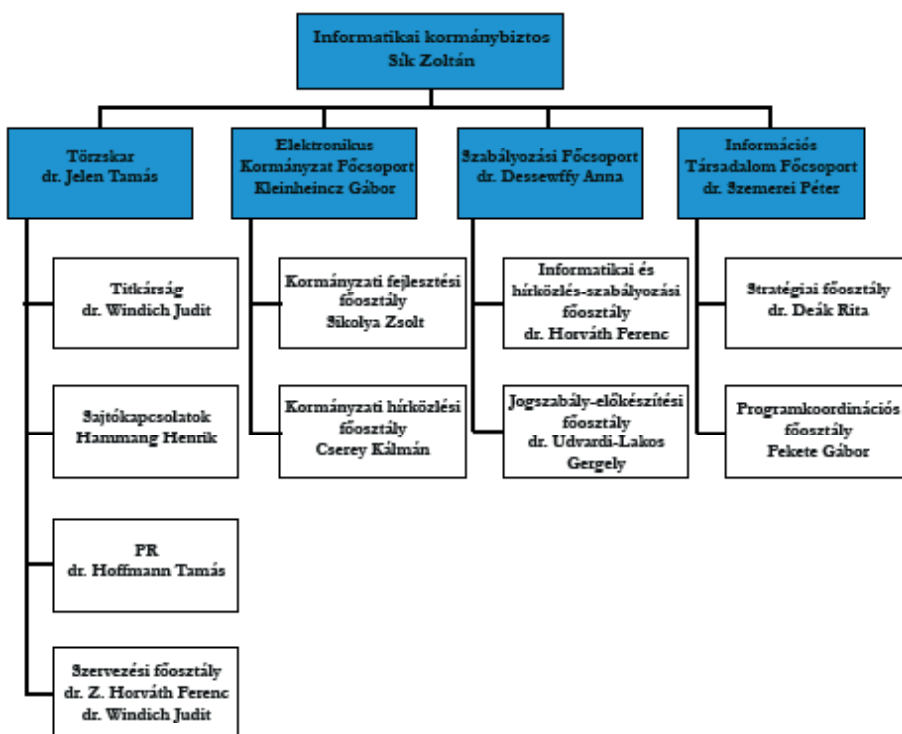 Informatikai kormánybiztos
Sík Zoltán
Törzskar
dr. Jelen Tamás
Elektronikus
Kormányzat Főcsoport
Kleinheincz Gábor
Szabályozási Főcsoport
dr. Dessewffy Anna
Információs
Társadalom Főcsoport
dr. Szemerei Péter
Titkárság
dr. Windich Judit
Sajtókapcsolatok
Hammang Henrik
PR
dr. Hoffmann Tamás
Szervezési főosztály
dr. Z. Horváth Ferenc
dr. Windich Judit
Kormányzati fejlesztési
főosztály
Sikolya Zsolt
Kormányzati hírközlési
főosztály
Cserey Kálmán
Informatikai és
hírközlés-szabályozási
főosztály
dr. Horváth Ferenc
Jogszabály-előkészítési
főosztály
dr. Udvardi-Lakos
Gergely
Stratégiai főosztály
dr. Deák Rita
Programkoordinációs
főosztály
Fekete Gábor